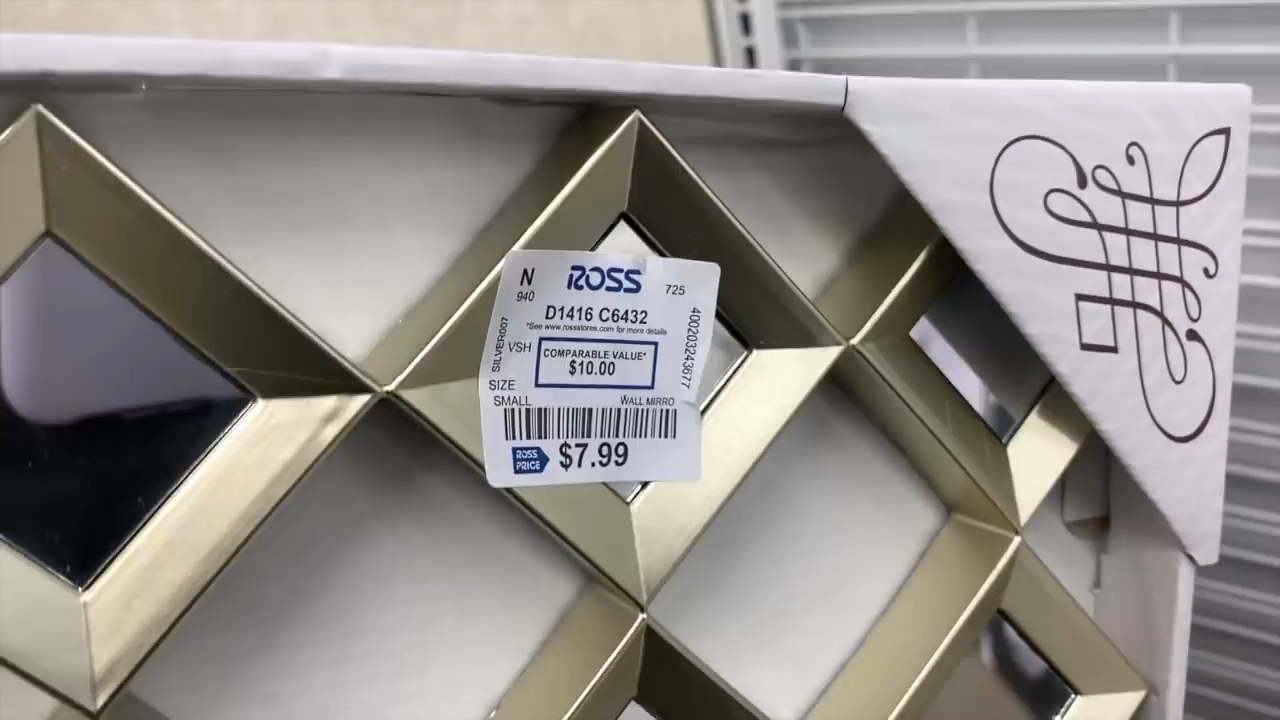 N ROSS 725
940
D1416 C6432
*See www.rossstores.com for more details
SILVER007
VSH
COMPARABLE VALUE*
$10.00
400203243677
SIZE
SMALL WALL MIRRO
ROSS PRICE $7.99